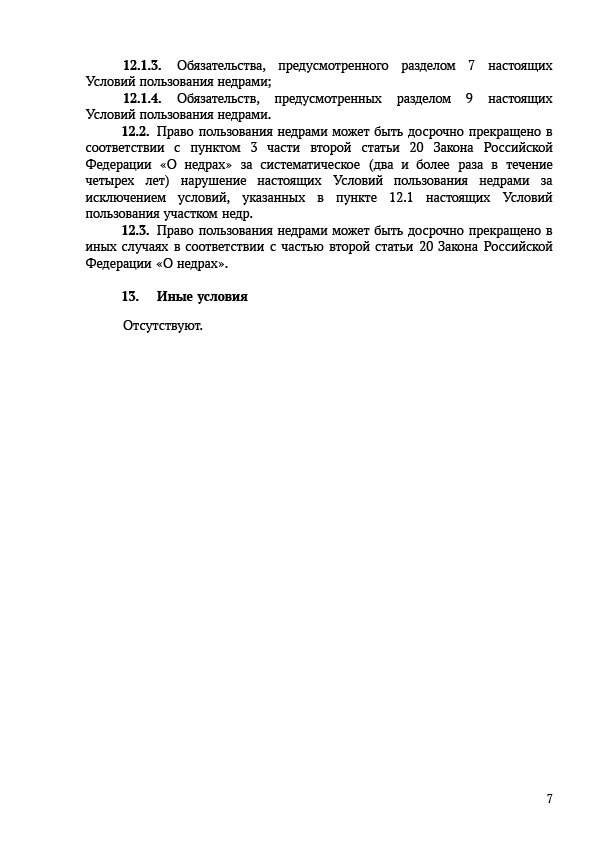 12.1.3. Обязательства, предусмотренного разделом 7 настоящих
Условий пользования недрами;
12.1.4. Обязательств, предусмотренных разделом 9 настоящих
Условий пользования недрами.
12.2. Право пользования недрами может быть досрочно прекращено в
соответствии с пунктом 3 части второй статьи 20 Закона Российской
Федерации «О недрах» за систематическое (два и более раза в течение
четырех лет) нарушение настоящих Условий пользования недрами за
исключением условий, указанных в пункте 12.1 настоящих Условий
пользования участком недр.
12.3. Право пользования недрами может быть досрочно прекращено в
иных случаях в соответствии с частью второй статьи 20 Закона Российской
Федерации «О недрах».
13. Иные условия
Отсутствуют.
7